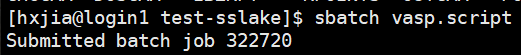 [hxjia@login1 test-sslake]$ sbatch vasp.script
Submitted batch job 322720